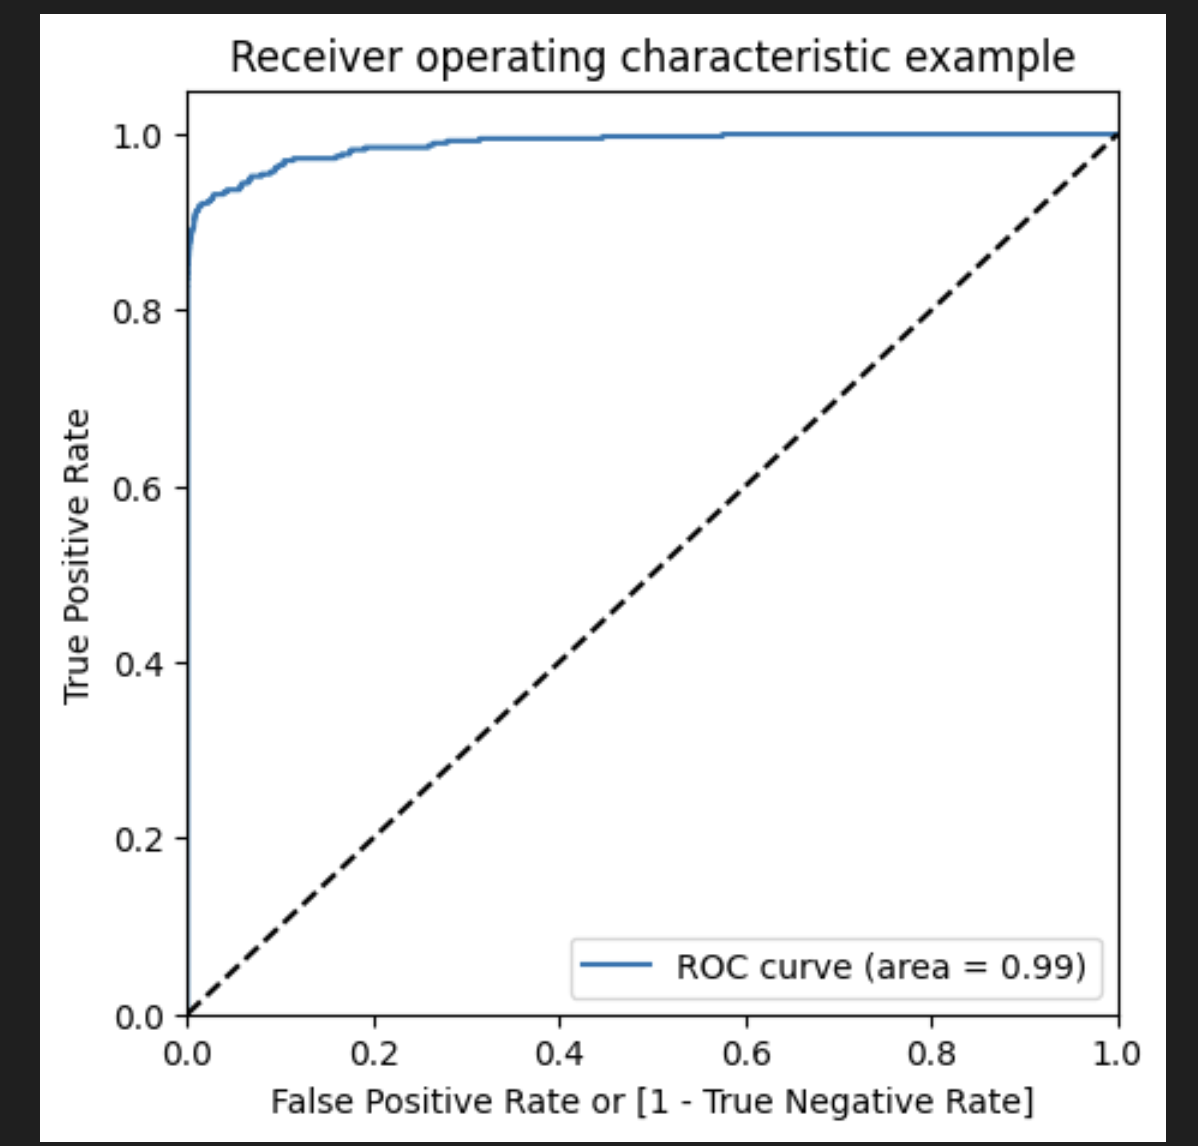 Receiver operating characteristic example
1.0
0.8
0.6
0.4
0.2
0.0
True Positive Rate
ROC curve (area = 0.99)
0.0 0.2 0.4 0.6 0.8 1.0
False Positive Rate or [1 - True Negative Rate]